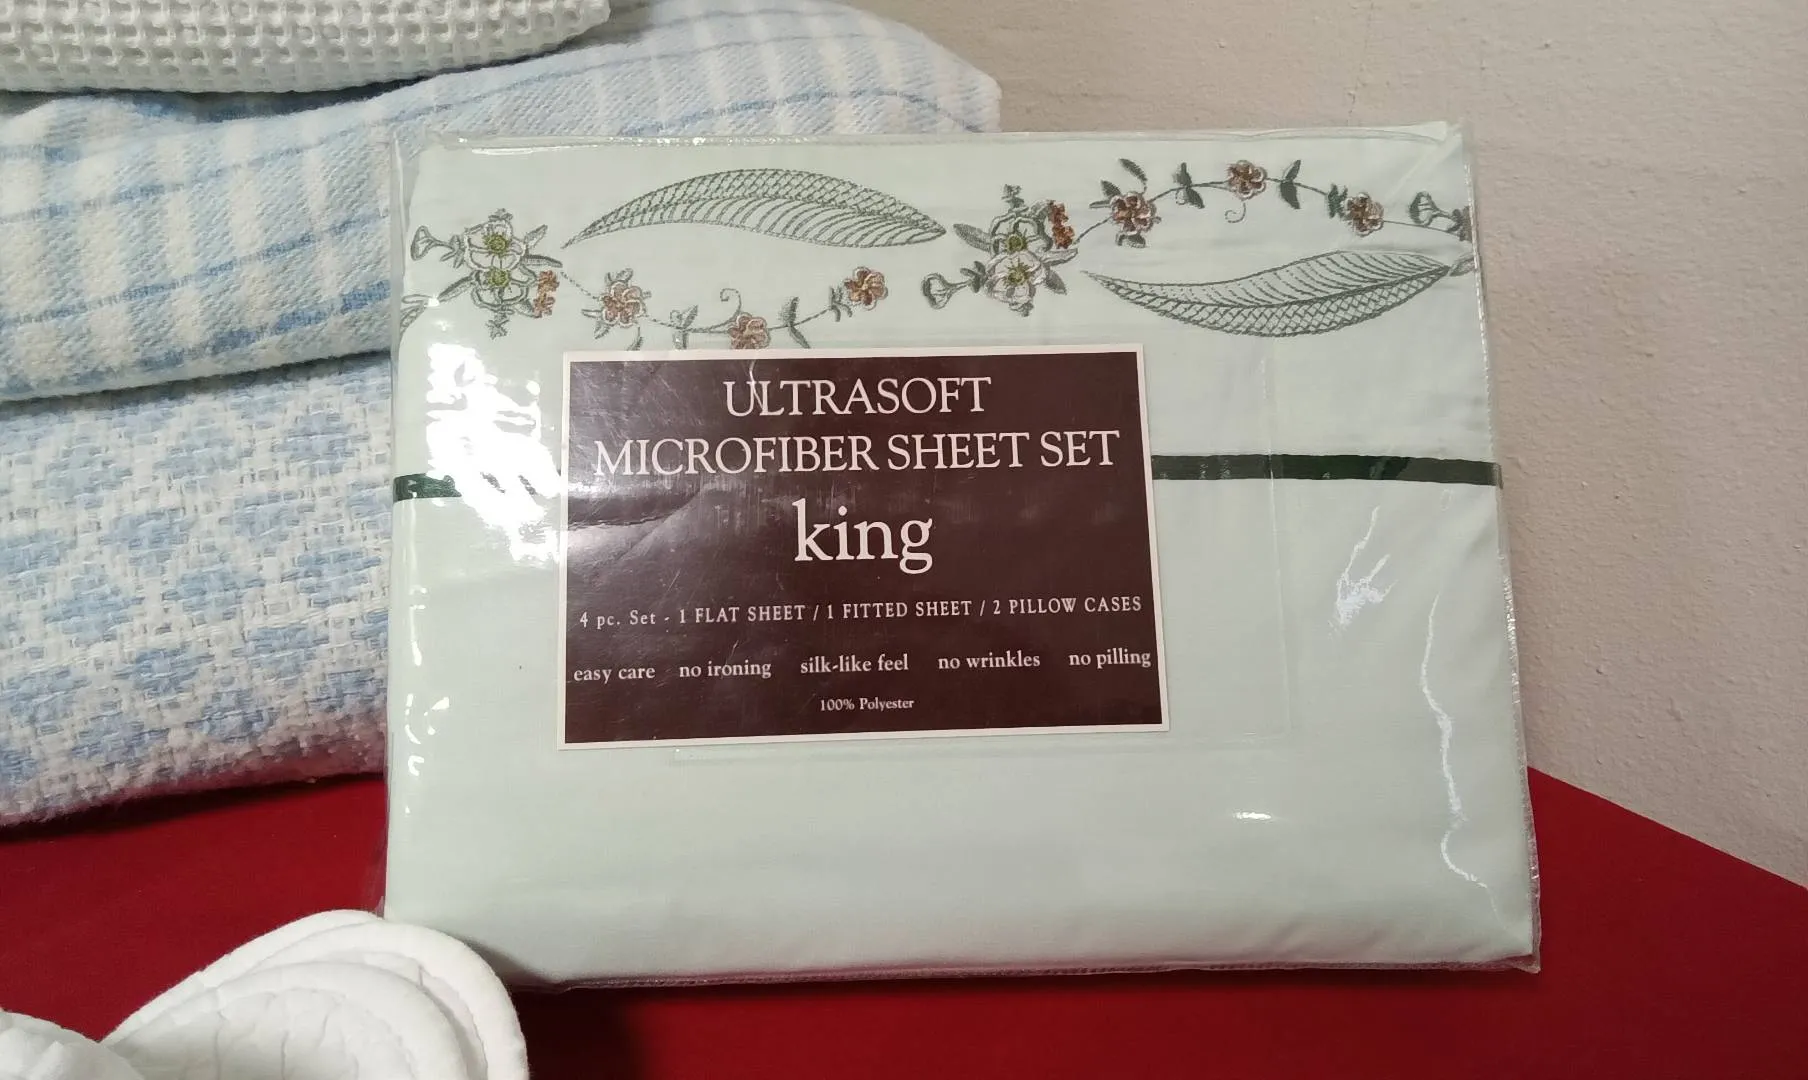 ULTRASOFT
MICROFIBER SHEET SET
king
4 pc. Set - 1 FLAT SHEET / 1 FITTED SHEET / 2 PILLOW CASES
easy care no ironing silk-like feel no wrinkles no pilling
100% Polyester